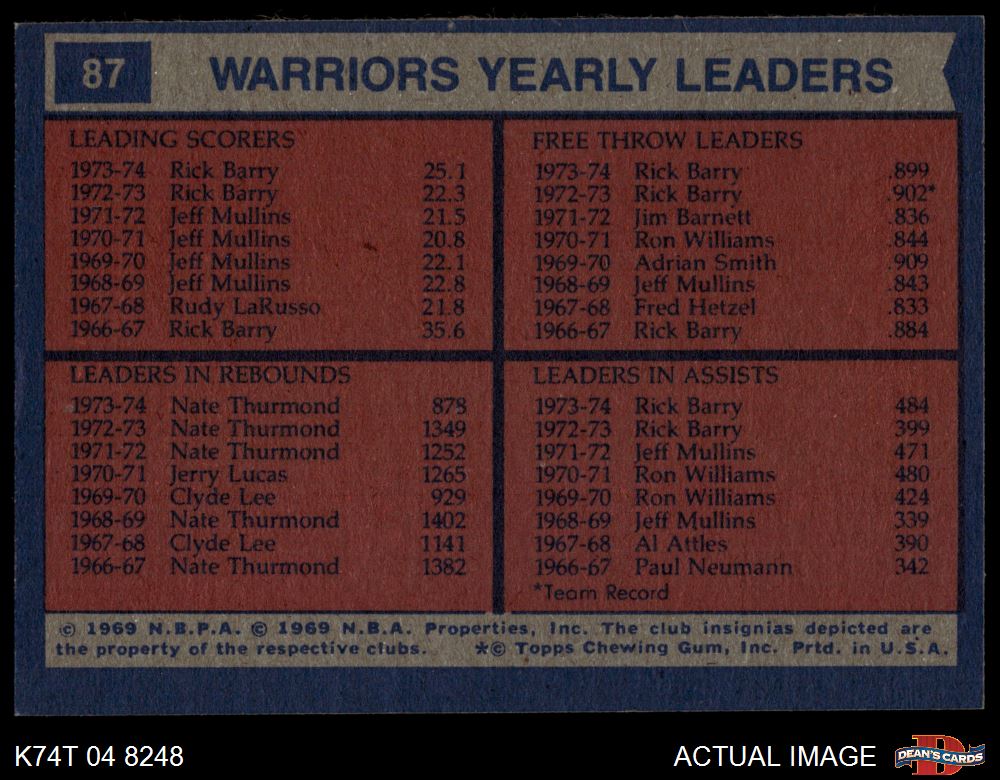 87 WARRIORS YEARLY LEADERS
LEADING SCORERS
1973-74 Rick Barry 25.1
1972-73 Rick Barry 22.3
1971-72 Jeff Mullins 21.5
1970-71 Jeff Mullins 20.8
1969-70 Jeff Mullins 22.1
1968-69 Jeff Mullins 22.8
1967-68 Rudy LaRusso 21.8
1966-67 Rick Barry 35.6
FREE THROW LEADERS
1973-74 Rick Barry .899
1972-73 Rick Barry .902*
1971-72 Jim Barnett .836
1970-71 Ron Williams .844
1969-70 Adrian Smith .909
1968-69 Jeff Mullins .843
1967-68 Fred Hetzel .833
1966-67 Rick Barry .884
LEADERS IN REBOUNDS
1973-74 Nate Thurmond 878
1972-73 Nate Thurmond 1349
1971-72 Nate Thurmond 1252
1970-71 Jerry Lucas 1265
1969-70 Clyde Lee 929
1968-69 Nate Thurmond 1402
1967-68 Clyde Lee 1141
1966-67 Nate Thurmond 1382
LEADERS IN ASSISTS
1973-74 Rick Barry 484
1972-73 Rick Barry 399
1971-72 Jeff Mullins 471
1970-71 Ron Williams 480
1969-70 Ron Williams 424
1968-69 Jeff Mullins 339
1967-68 Al Attles 390
1966-67 Paul Neumann 342
*Team Record
© 1969 N.B.P.A. © 1969 N.B.A. Properties, Inc. The club insignias depicted are
the property of the respective clubs. *© Topps Chewing Gum, Inc. Prtd. in U.S.A.
K74T 04 8248 ACTUAL IMAGE DEAN'S CARDS